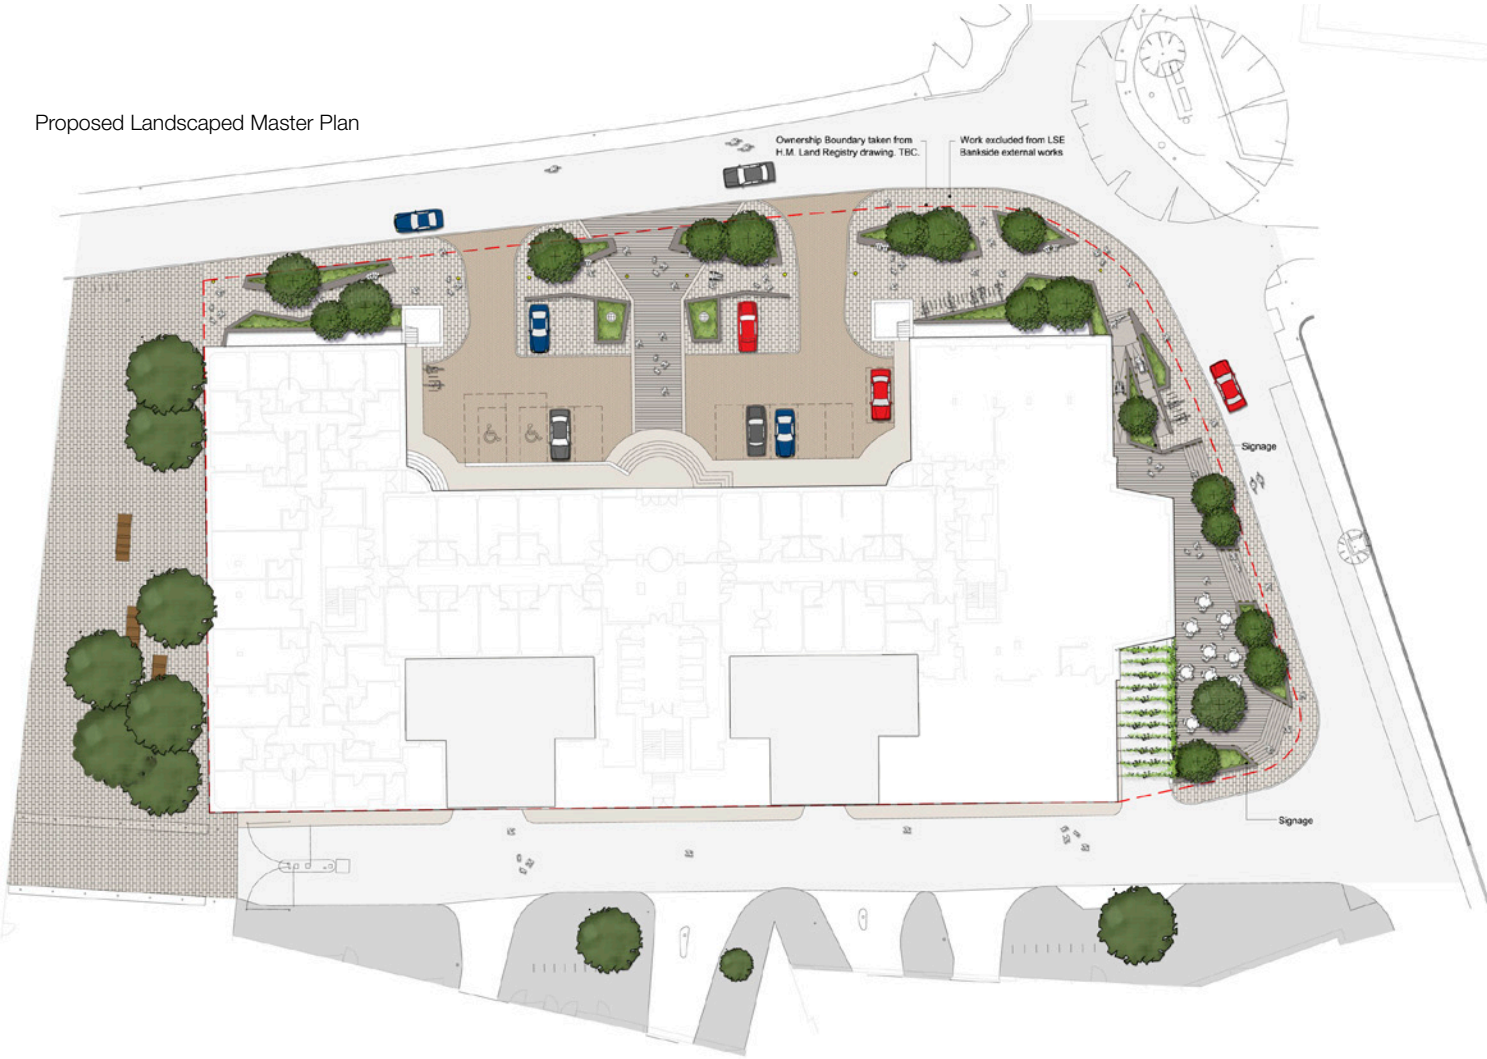 Proposed Landscaped Master Plan
Ownership Boundary taken from
H.M. Land Registry drawing. TBC.
Work excluded from LSE
Bankside external works
Signage
Signage